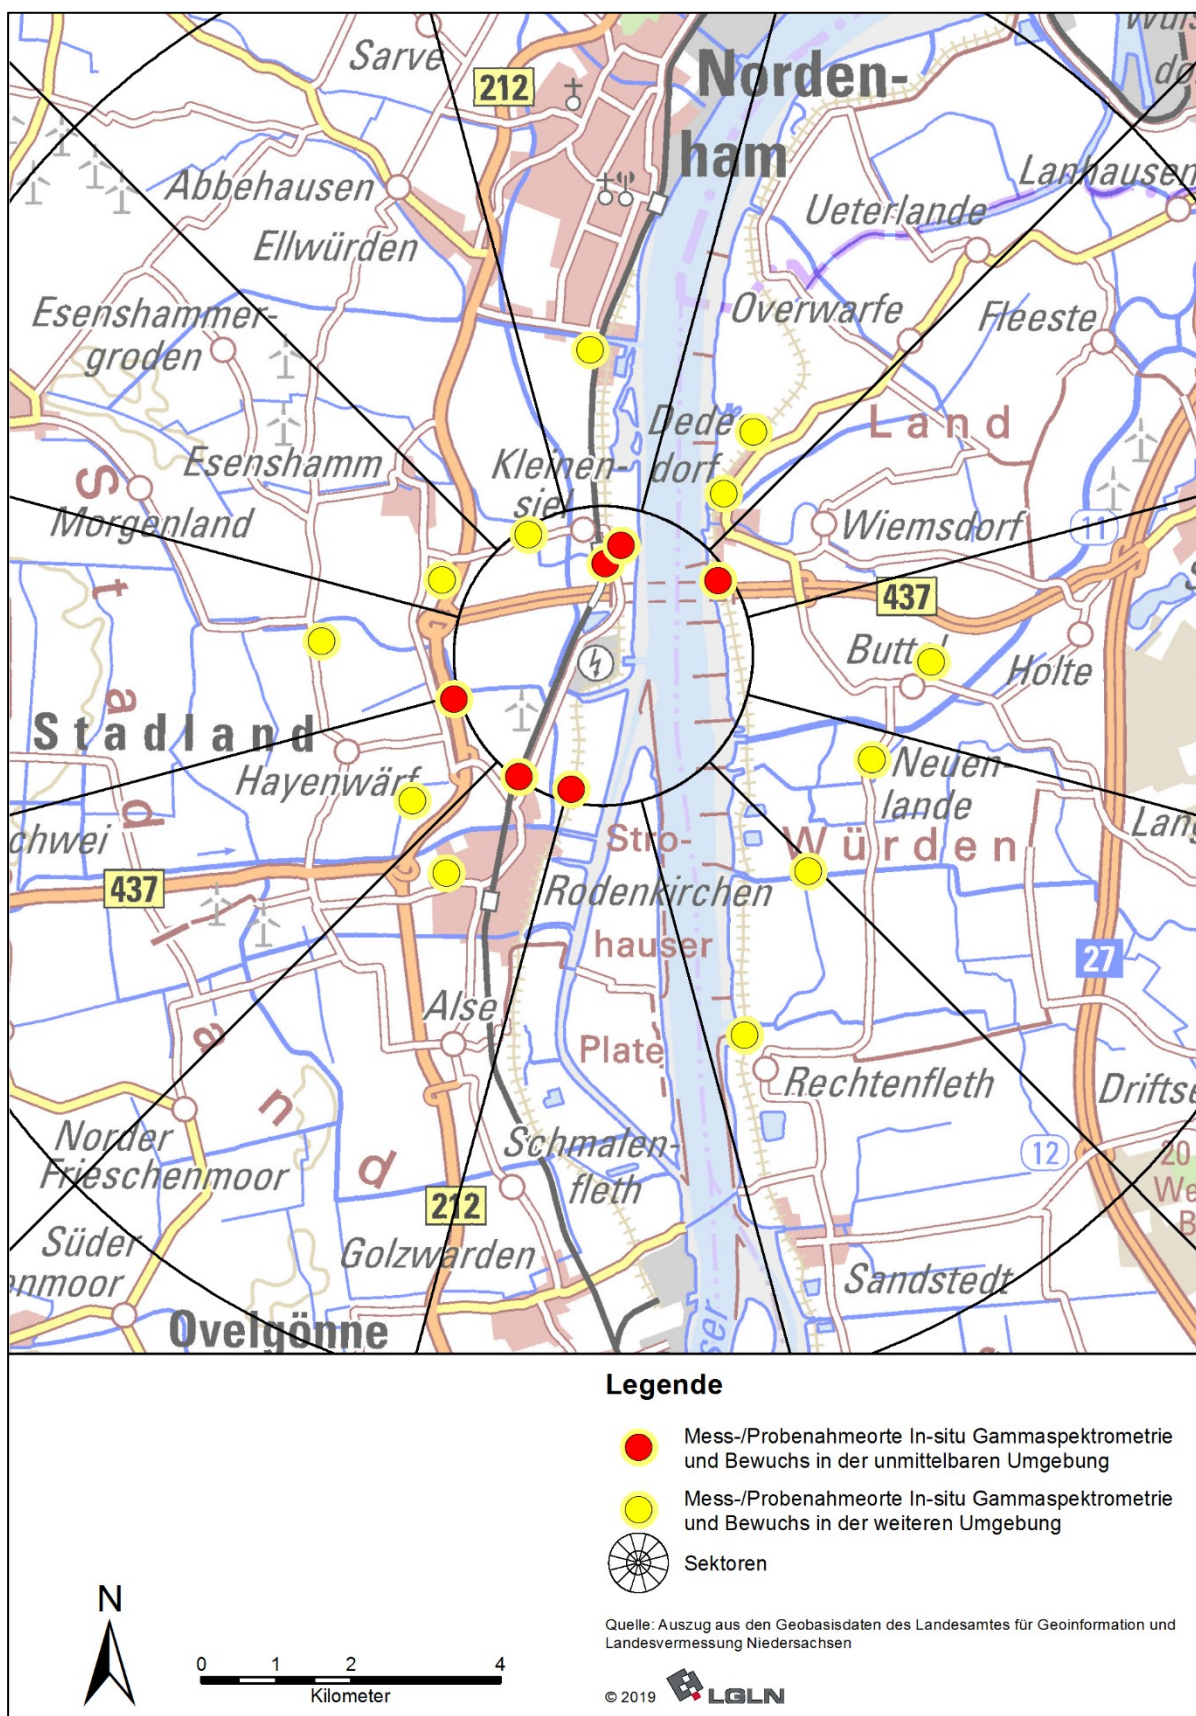 Sarve
212
Norden-
ham
Abbehausen
Ellwürden
Lanhausen
Ueterlande
Esenshammer-
groden
Overwarfe
Fleeste
Dede
dorf
Land
Kleinen-
siel
Esenshamm
Morgenland
Wiemsdorf
11
437
Holte
Stadland
Hayenwärf
Neuen-
lande
Würden
437
Stro-
Rodenkirchen
hauser
27
Alse
Plate
Rechtenfleth
Norder
Frieschenmoor
Schmalen-
fleth
12
20
212
Süder
Golzwarden
Sandstedt
Ovelgönne
Stadland
Legende
Mess-/Probenahmeorte In-situ Gammaspektrometrie
und Bewuchs in der unmittelbaren Umgebung
Mess-/Probenahmeorte In-situ Gammaspektrometrie
und Bewuchs in der weiteren Umgebung
Sektoren
N
0 1 2 4
Kilometer
Quelle: Auszug aus den Geobasisdaten des Landesamtes für Geoinformation und
Landesvermessung Niedersachsen
© 2019 LGLN